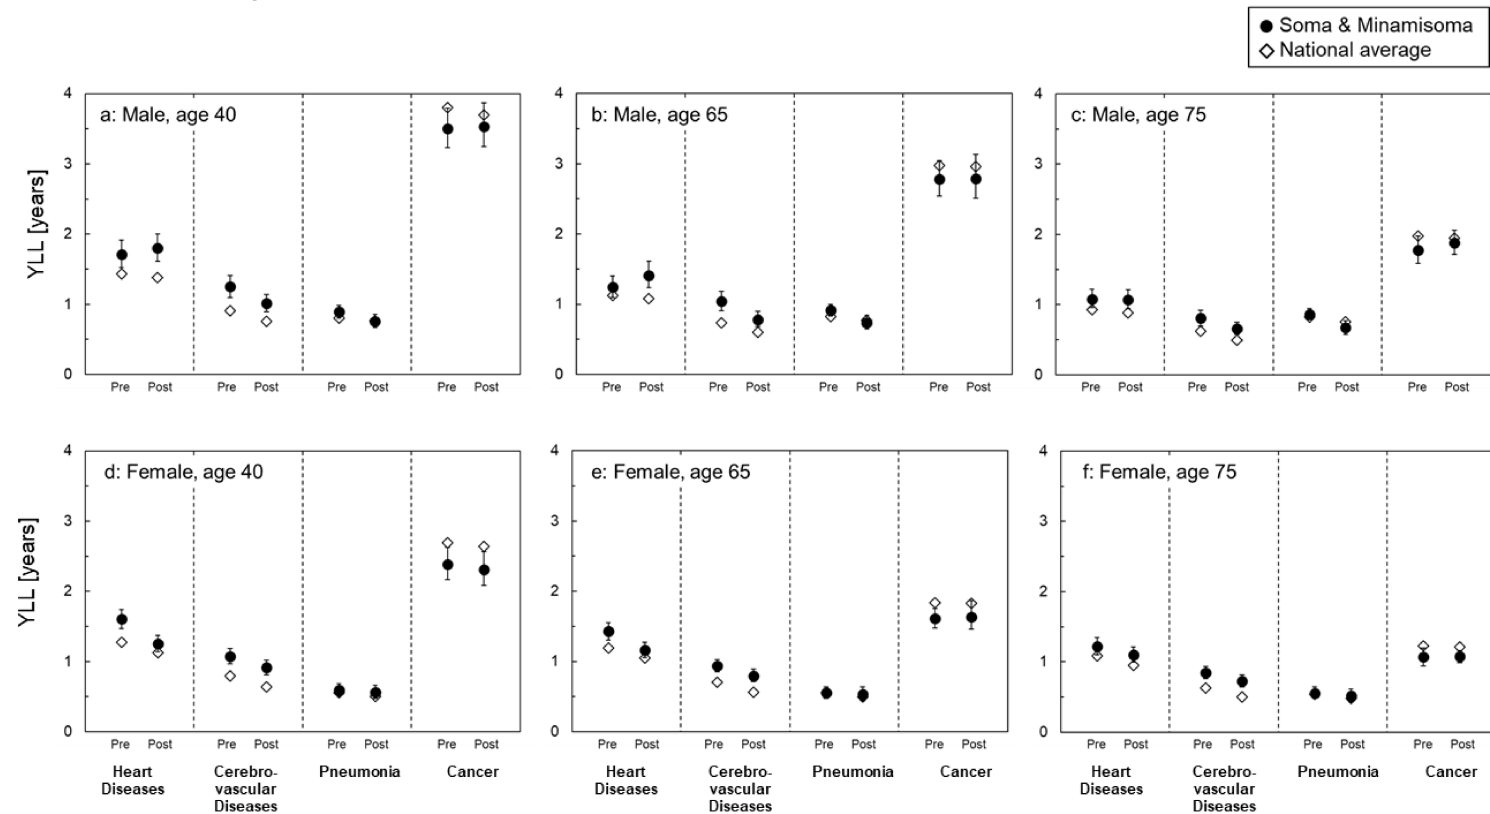 Soma & Minamisoma
National average
a: Male, age 40
b: Male, age 65
c: Male, age 75
YLL [years]
4
3
2
1
0
4
3
2
1
0
4
3
2
1
0
Pre Post Pre Post Pre Post Pre Post
Pre Post Pre Post Pre Post Pre Post
Pre Post Pre Post Pre Post Pre Post
d: Female, age 40
e: Female, age 65
f: Female, age 75
YLL [years]
4
3
2
1
0
4
3
2
1
0
4
3
2
1
0
Pre Post Pre Post Pre Post Pre Post
Pre Post Pre Post Pre Post Pre Post
Pre Post Pre Post Pre Post Pre Post
Heart
Diseases
Cerebro-
vascular
Diseases
Pneumonia
Cancer
Heart
Diseases
Cerebro-
vascular
Diseases
Pneumonia
Cancer
Heart
Diseases
Cerebro-
vascular
Diseases
Pneumonia
Cancer